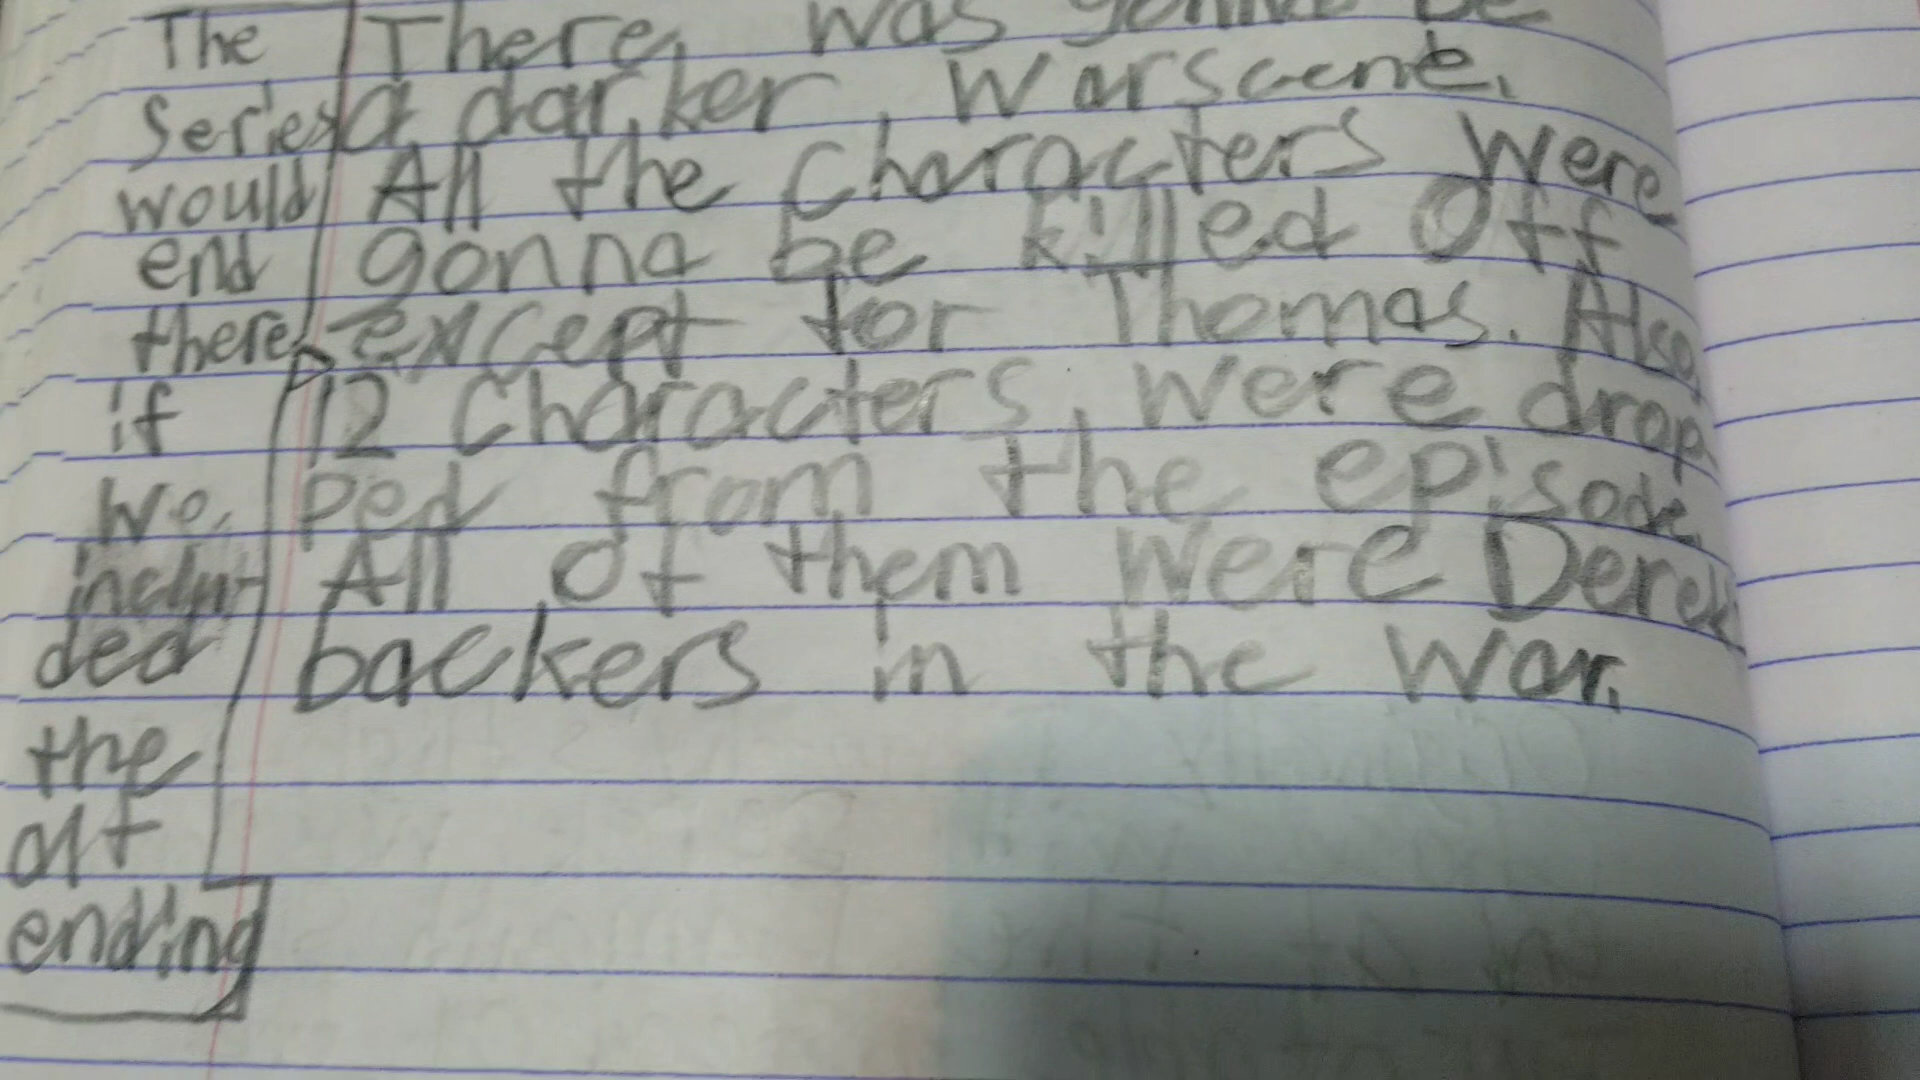 There was gonna be
a darker warscene.
All the characters were
gonna be killed off
except for Thomas. Also,
12 characters were drop
ped from the episode.
All of them were Derek
backers in the war.
The
series
would
end
there
if
we
inclu-
ded
the
alt
ending